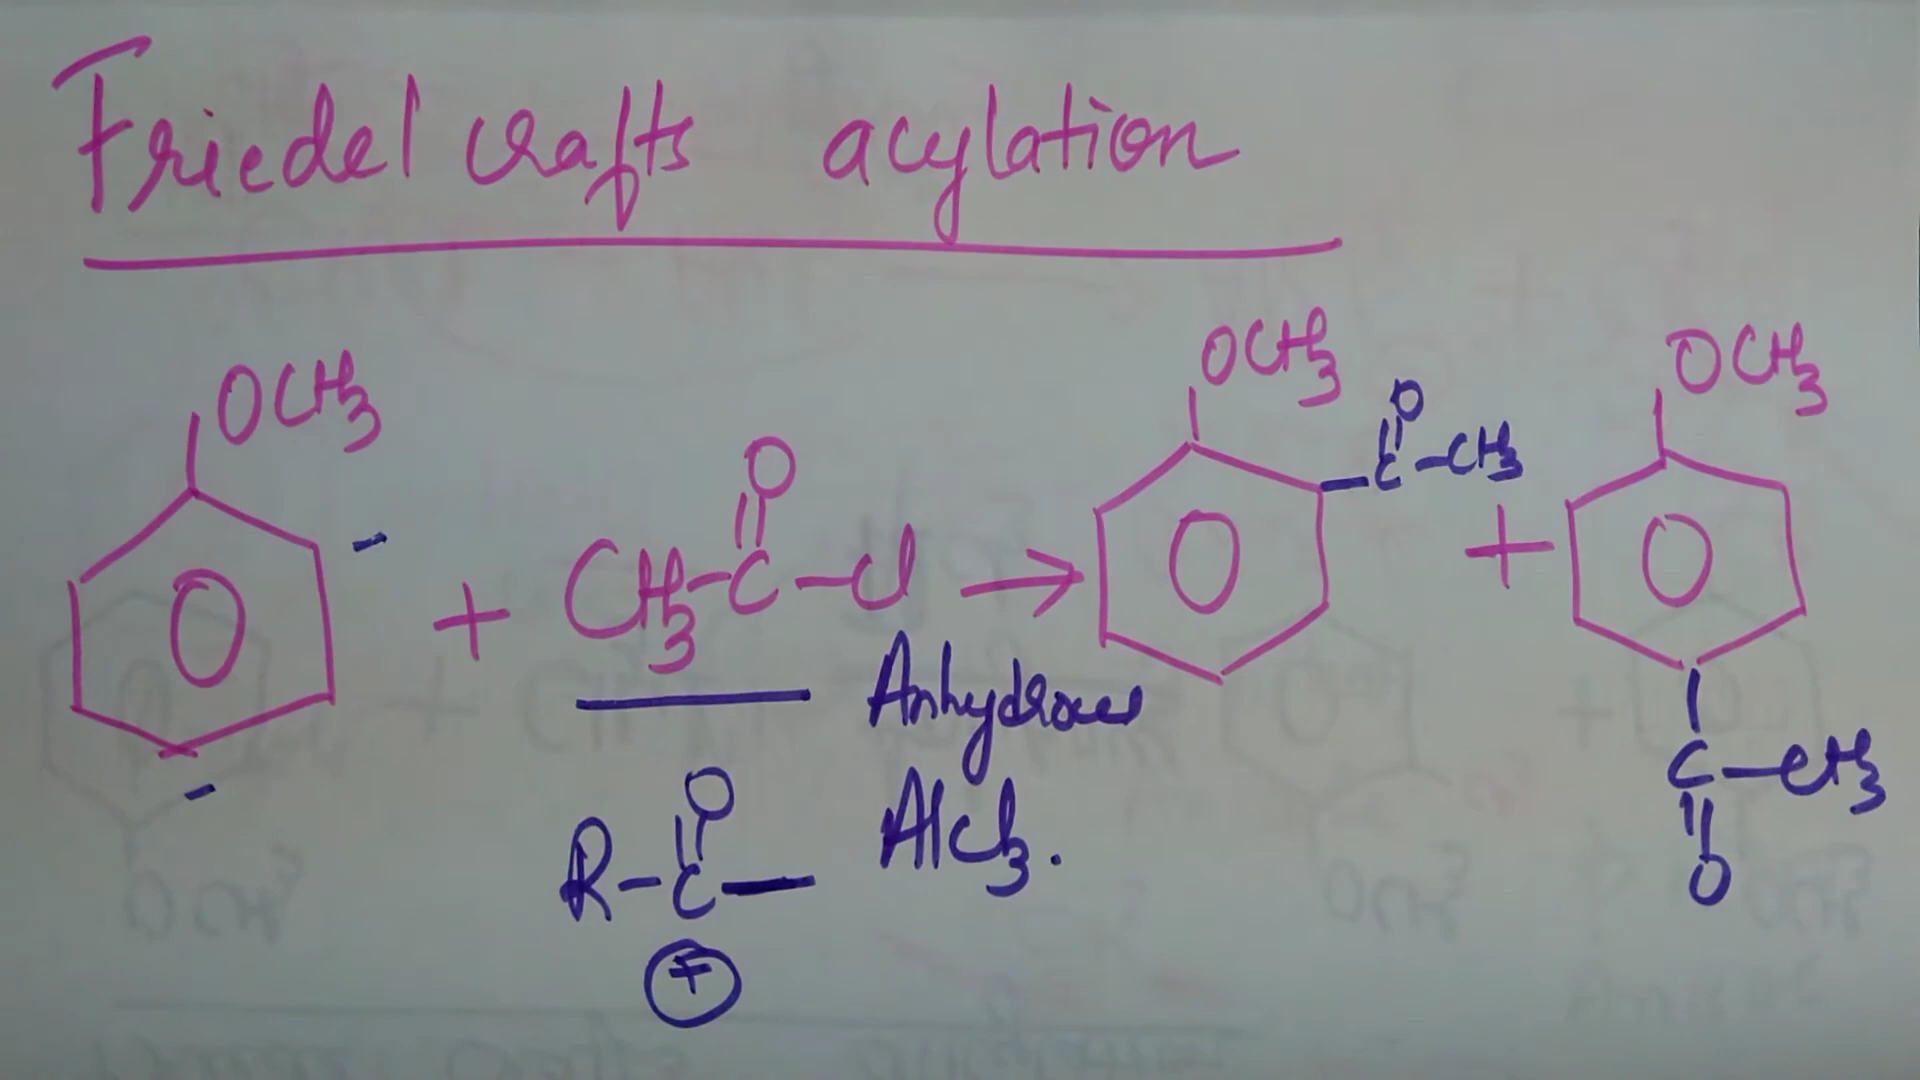 Friedel crafts acylation
OCH3 + CH3-C-Cl → OCH3 C-CH3 + OCH3
O O
Anhydrous
AlCl3.
O
R-C-
+
C-CH3
O